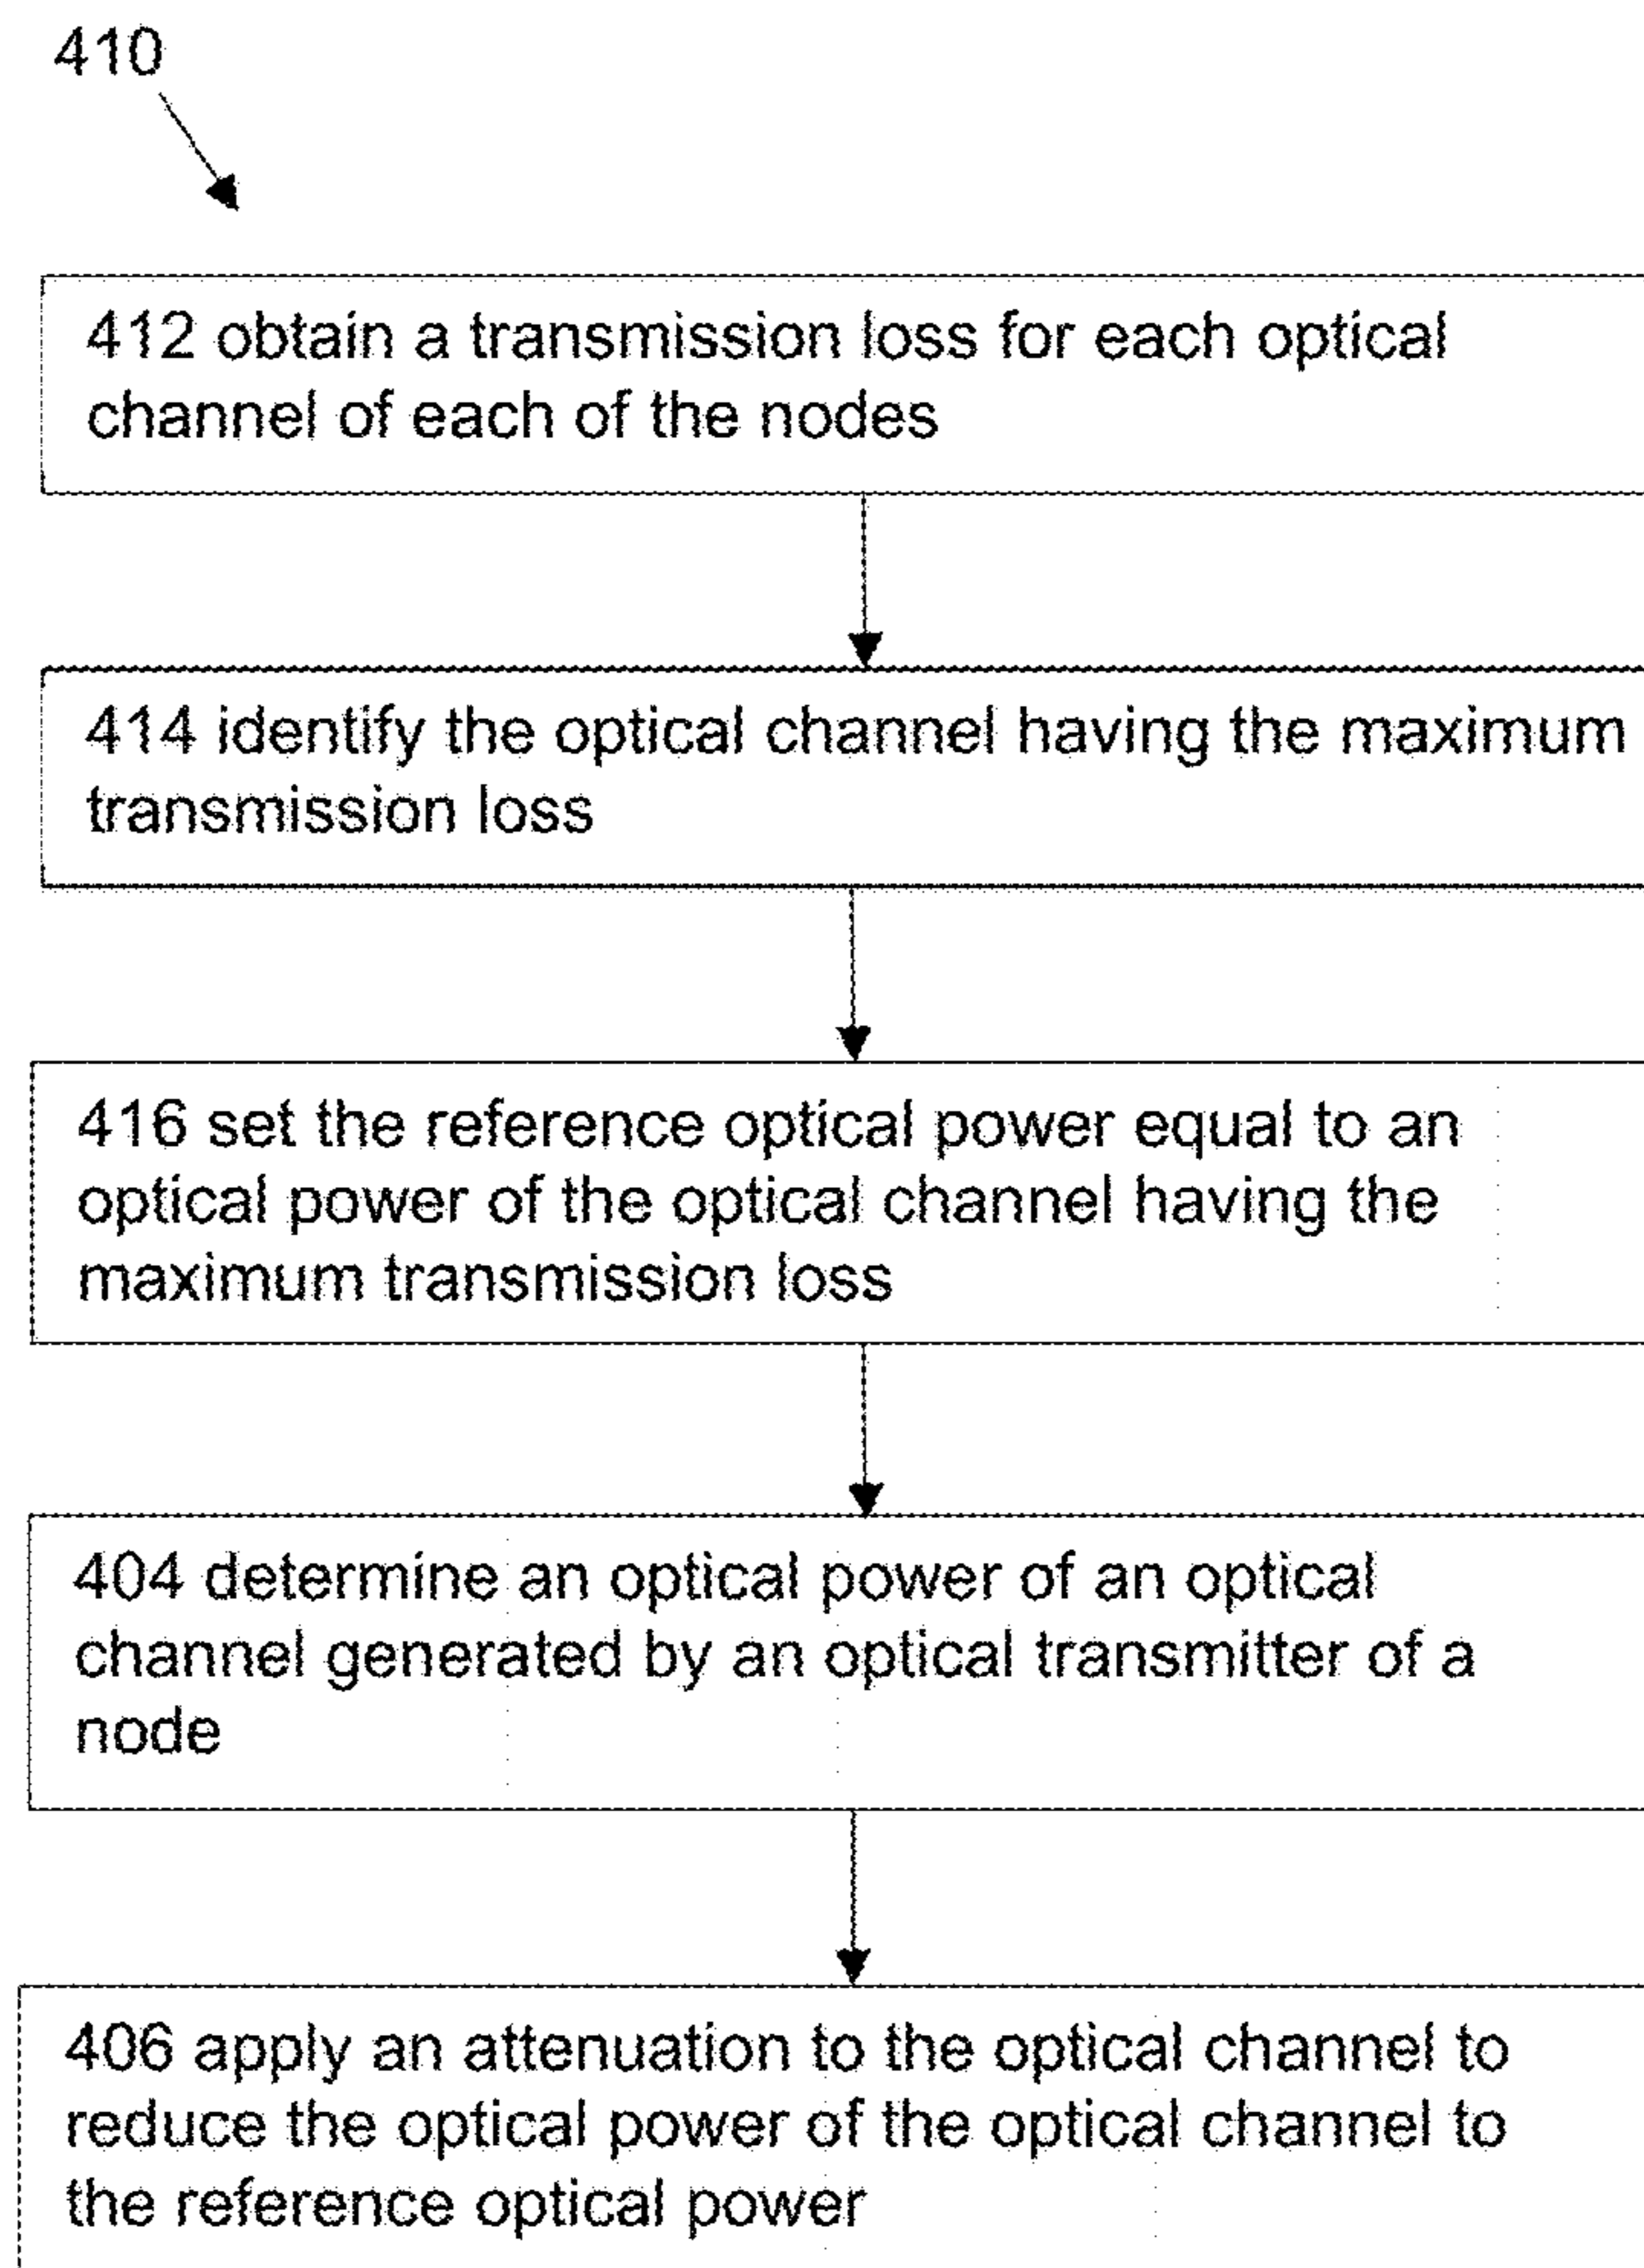 410
412 obtain a transmission loss for each optical
channel of each of the nodes
414 identify the optical channel having the maximum
transmission loss
416 set the reference optical power equal to an
optical power of the optical channel having the
maximum transmission loss
404 determine an optical power of an optical
channel generated by an optical transmitter of a
node
406 apply an attenuation to the optical channel to
reduce the optical power of the optical channel to
the reference optical power